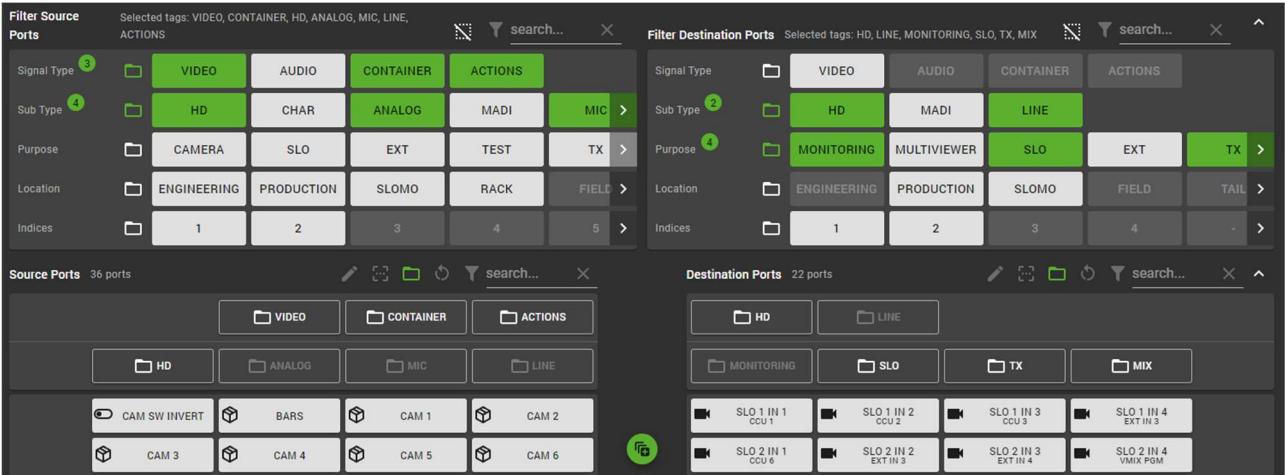 Filter Source Ports
Selected tags: VIDEO, CONTAINER, HD, ANALOG, MIC, LINE,
ACTIONS
search...
Filter Destination Ports Selected tags: HD, LINE, MONITORING, SLO, TX, MIX
search...
Signal Type 3 VIDEO AUDIO CONTAINER ACTIONS
Signal Type VIDEO AUDIO CONTAINER ACTIONS
Sub Type 4 HD CHAR ANALOG MADI MIC
Sub Type 2 HD MADI LINE
Purpose CAMERA SLO EXT TEST TX
Purpose 4 MONITORING MULTIVIEWER SLO EXT TX
Location ENGINEERING PRODUCTION SLOMO RACK FIELD
Location ENGINEERING PRODUCTION SLOMO FIELD TAIL
Indices 1 2 3 4 5
Indices 1 2 3 4 -
Source Ports 36 ports search...
Destination Ports 22 ports search...
VIDEO CONTAINER ACTIONS
HD LINE
HD ANALOG MIC LINE
MONITORING SLO TX MIX
CAM SW INVERT BARS CAM 1 CAM 2
SLO 1 IN 1 SLO 1 IN 2 SLO 1 IN 3 SLO 1 IN 4
CCU 1 CCU 2 CCU 3 EXT IN 3
CAM 3 CAM 4 CAM 5 CAM 6
SLO 2 IN 1 SLO 2 IN 2 SLO 2 IN 3 SLO 2 IN 4
CCU 6 EXT IN 3 EXT IN 4 VMIX PGM